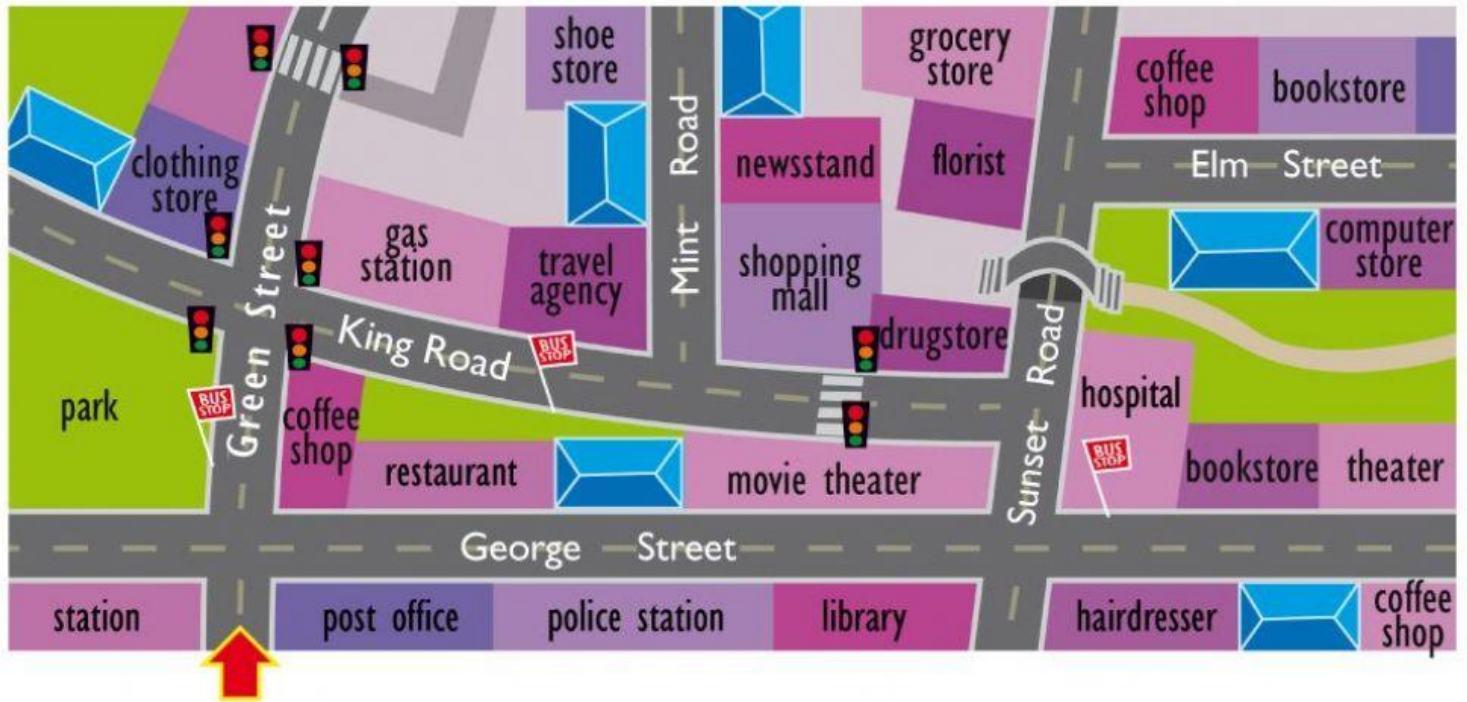 shoe
store
grocery
store
coffee
shop
bookstore
clothing
store
Mint Road
newsstand
florist
Elm Street
gas
station
travel
agency
Green Street
shopping
mall
computer
store
King Road
BUS
STOP
drugstore
Sunset Road
hospital
park
BUS
STOP
coffee
shop
restaurant
movie theater
BUS
STOP
bookstore
theater
George Street
station
post office
police station
library
hairdresser
coffee
shop